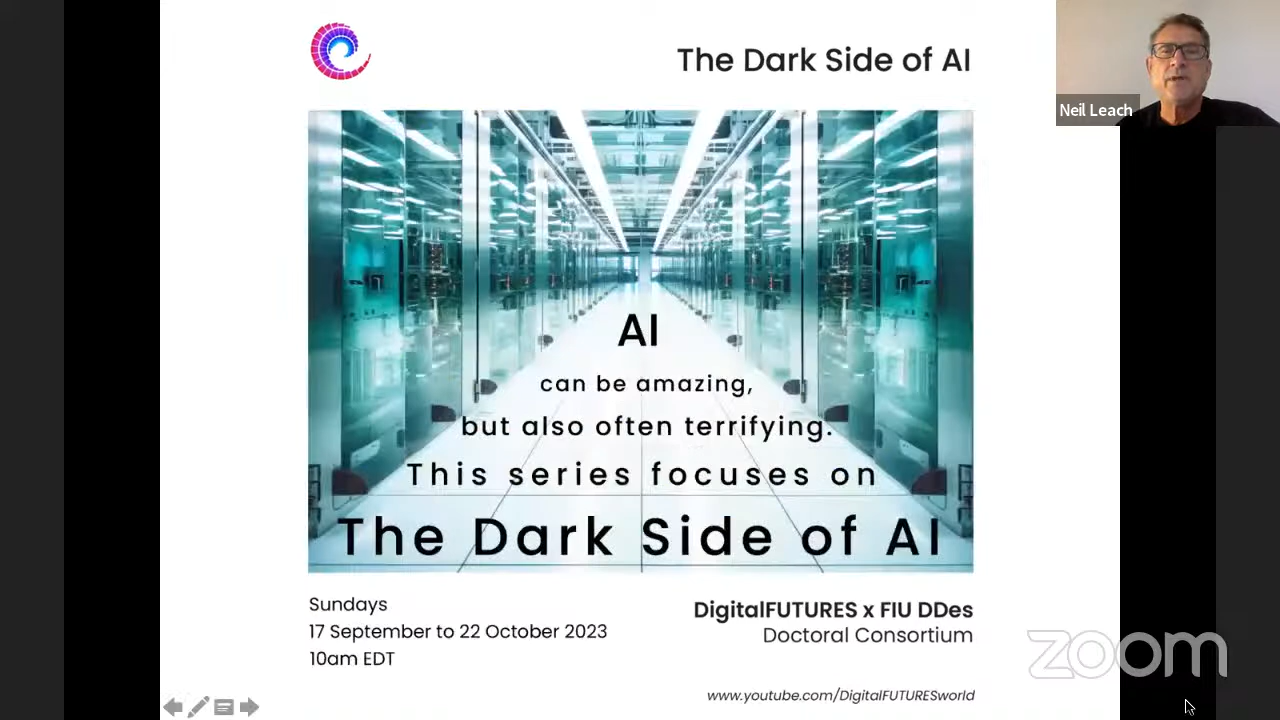 The Dark Side of AI
Neil Leach
AI
can be amazing,
but also often terrifying.
This series focuses on
The Dark Side of AI
Sundays
17 September to 22 October 2023
10am EDT
DigitalFUTURES x FIU DDes
Doctoral Consortium
www.youtube.com/DigitalFUTURESworld
zoom